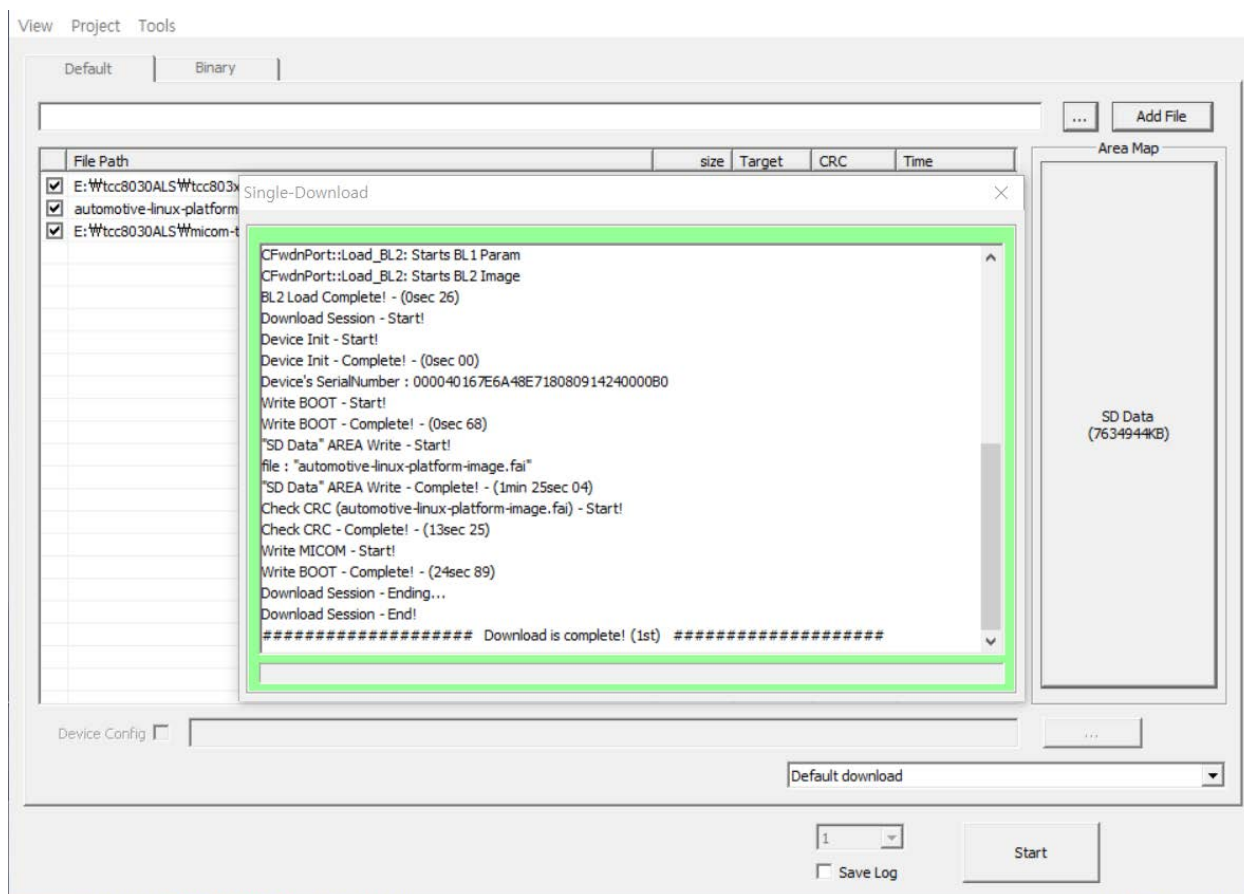 View Project Tools
Default Binary
... Add File
File Path size Target CRC Time
Area Map
E:₩tcc8030ALS₩tcc803x
automotive-linux-platform
E:₩tcc8030ALS₩micom-t
Single-Download
CFwdnPort::Load_BL2: Starts BL1 Param
CFwdnPort::Load_BL2: Starts BL2 Image
BL2 Load Complete! - (0sec 26)
Download Session - Start!
Device Init - Start!
Device Init - Complete! - (0sec 00)
Device's SerialNumber : 000040167E6A48E718080914240000B0
Write BOOT - Start!
Write BOOT - Complete! - (0sec 68)
"SD Data" AREA Write - Start!
file : "automotive-linux-platform-image.fai"
"SD Data" AREA Write - Complete! - (1min 25sec 04)
Check CRC (automotive-linux-platform-image.fai) - Start!
Check CRC - Complete! - (13sec 25)
Write MICOM - Start!
Write BOOT - Complete! - (24sec 89)
Download Session - Ending...
Download Session - End!
#################### Download is complete! (1st) ####################
SD Data
(7634944KB)
Device Config
...
Default download
1
Save Log
Start